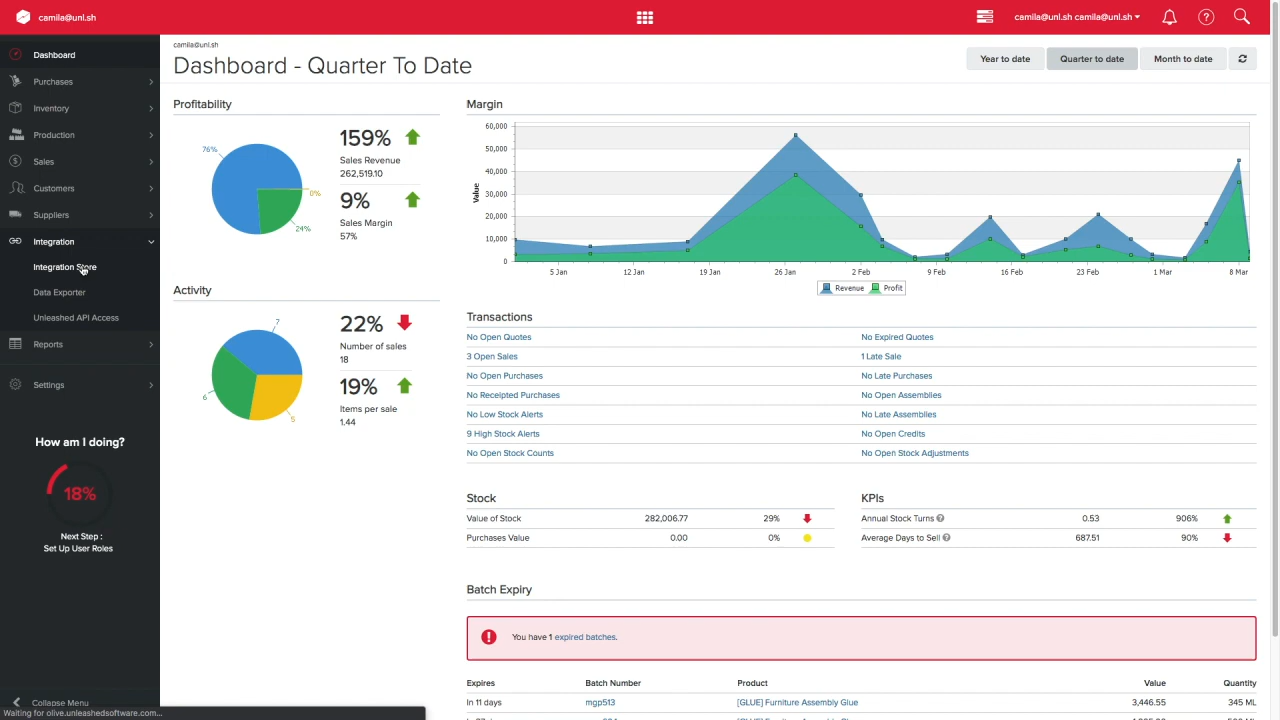 camila@unl.sh
camila@unl.sh camila@unl.sh
Dashboard
Purchases
Inventory
Production
Sales
Customers
Suppliers
Integration
Integration Store
Data Exporter
Unleashed API Access
Reports
Settings
How am I doing?
18%
Next Step :
Set Up User Roles
Collapse Menu
Waiting for olive.unleashedsoftware.com...
camila@unl.sh
Dashboard - Quarter To Date
Year to date
Quarter to date
Month to date
Profitability
76%
0%
24%
159%
Sales Revenue
262,519.10
9%
Sales Margin
57%
Activity
7
6
5
22%
Number of sales
18
19%
Items per sale
1.44
Margin
Value
60,000
50,000
40,000
30,000
20,000
10,000
0
5 Jan 12 Jan 19 Jan 26 Jan 2 Feb 9 Feb 16 Feb 23 Feb 1 Mar 8 Mar
Revenue Profit
Transactions
No Open Quotes No Expired Quotes
3 Open Sales 1 Late Sale
No Open Purchases No Late Purchases
No Receipted Purchases No Open Assemblies
No Low Stock Alerts No Late Assemblies
9 High Stock Alerts No Open Credits
No Open Stock Counts No Open Stock Adjustments
Stock
Value of Stock 282,006.77 29%
Purchases Value 0.00 0%
KPIs
Annual Stock Turns 0.53 906%
Average Days to Sell 687.51 90%
Batch Expiry
You have 1 expired batches.
Expires Batch Number Product Value Quantity
In 11 days mgp513 [GLUE] Furniture Assembly Glue 3,446.55 345 ML